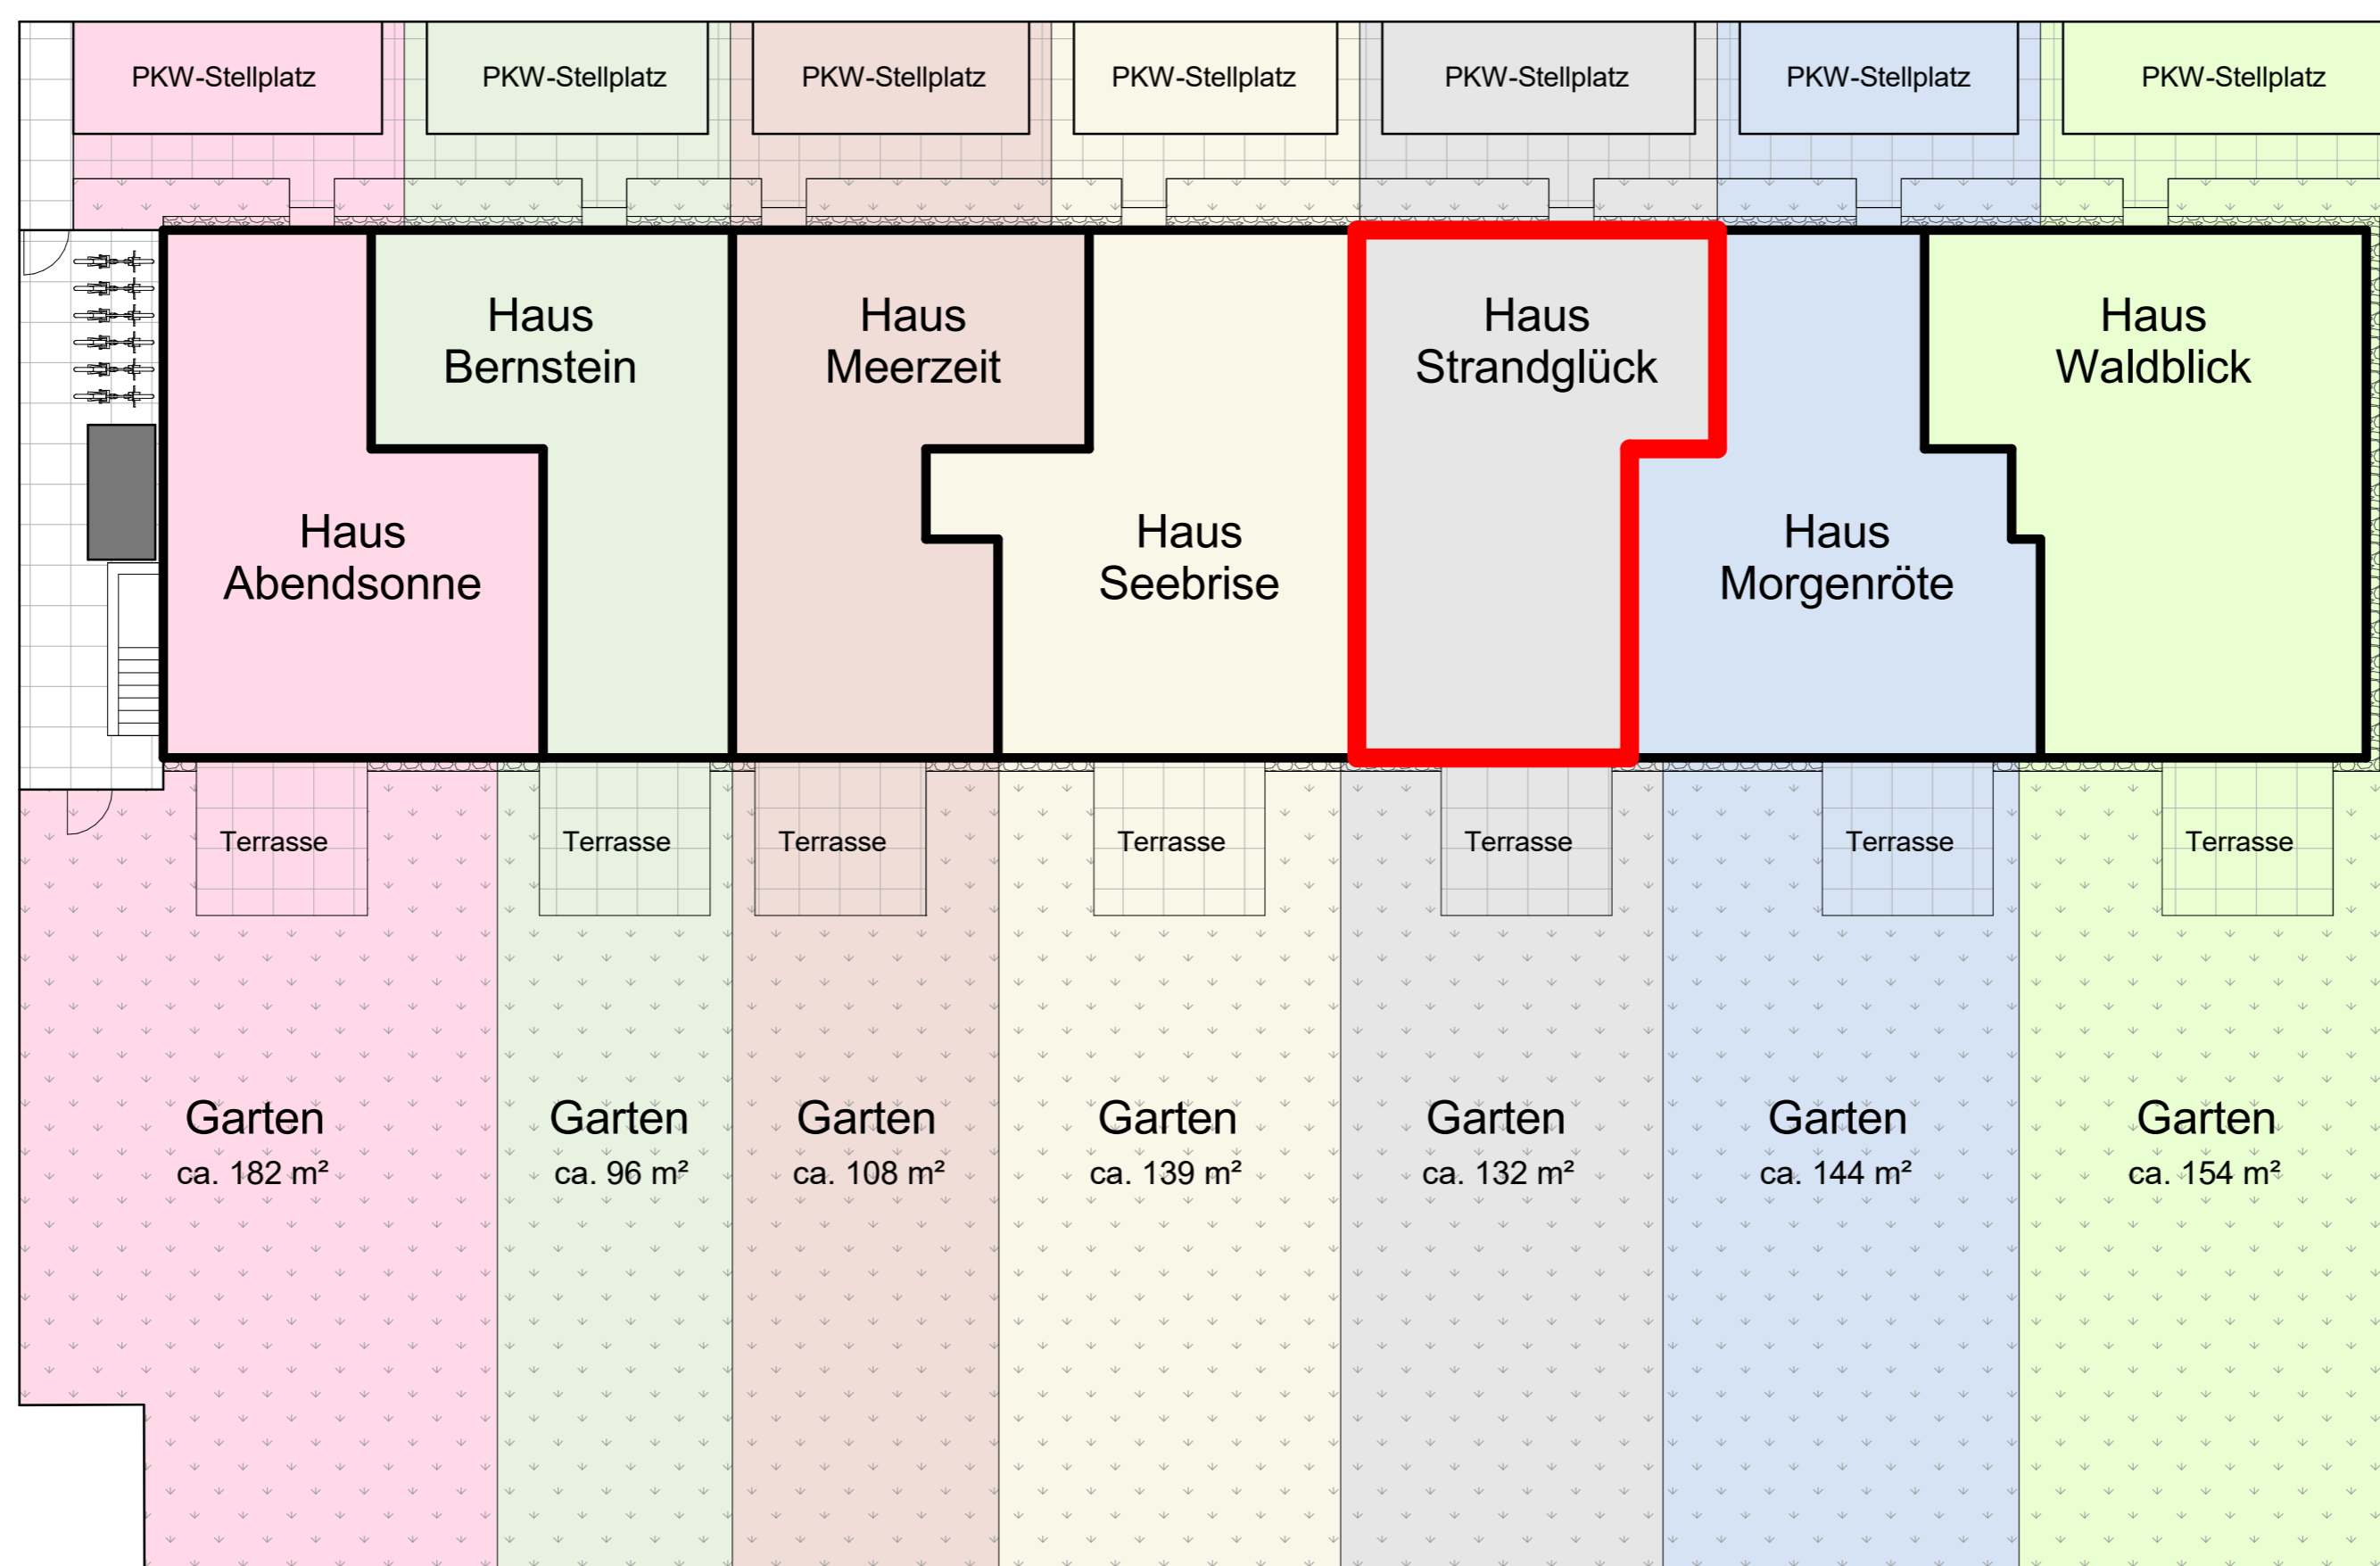 PKW-Stellplatz
PKW-Stellplatz
PKW-Stellplatz
PKW-Stellplatz
PKW-Stellplatz
PKW-Stellplatz
PKW-Stellplatz
Haus
Bernstein
Haus
Meerzeit
Haus
Strandglück
Haus
Waldblick
Haus
Abendsonne
Haus
Seebrise
Haus
Morgenröte
Terrasse
Terrasse
Terrasse
Terrasse
Terrasse
Terrasse
Terrasse
Garten
ca. 182 m²
Garten
ca. 96 m²
Garten
ca. 108 m²
Garten
ca. 139 m²
Garten
ca. 132 m²
Garten
ca. 144 m²
Garten
ca. 154 m²